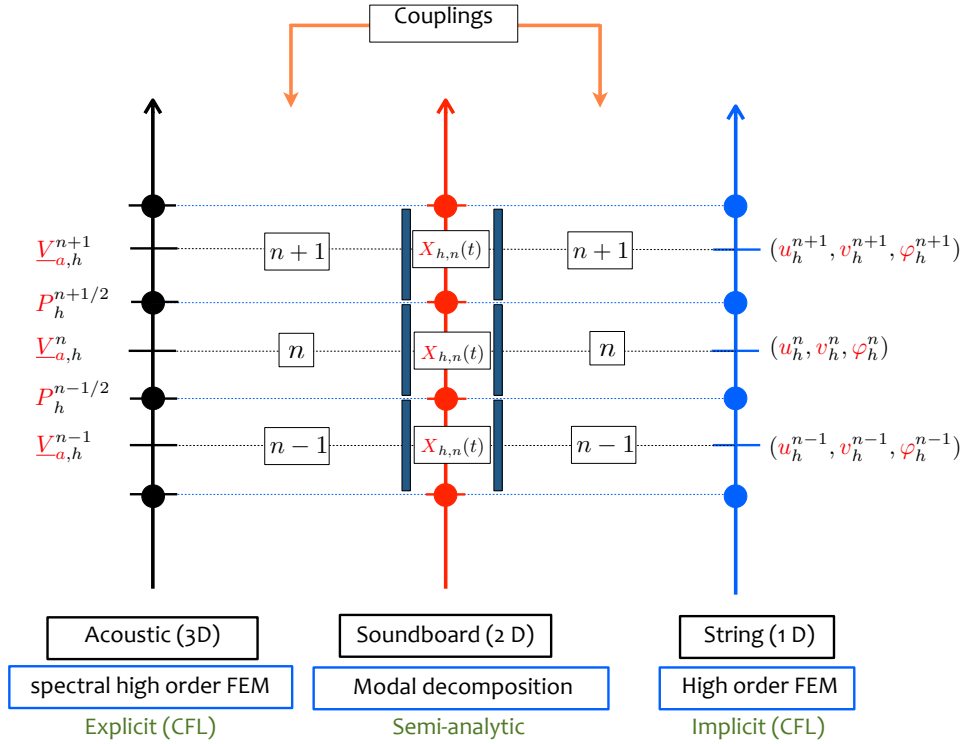 Couplings
V_{a,h}^{n+1} n + 1 X_{h,n}(t) n + 1 (u_h^{n+1}, v_h^{n+1}, φ_h^{n+1})
P_h^{n+1/2}
V_{a,h}^{n} n X_{h,n}(t) n (u_h^n, v_h^n, φ_h^n)
P_h^{n-1/2}
V_{a,h}^{n-1} n − 1 X_{h,n}(t) n − 1 (u_h^{n-1}, v_h^{n-1}, φ_h^{n-1})
Acoustic (3D) Soundboard (2 D) String (1 D)
spectral high order FEM Modal decomposition High order FEM
Explicit (CFL) Semi-analytic Implicit (CFL)